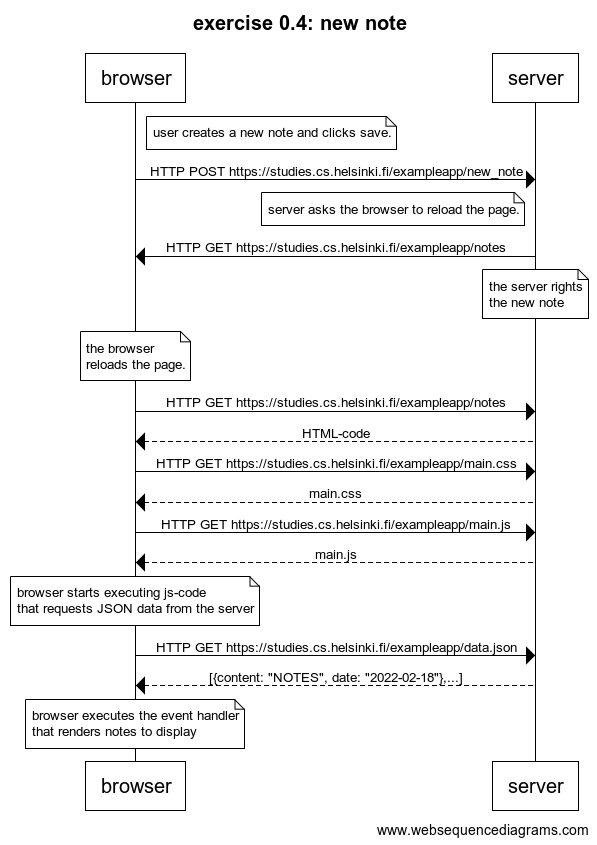 exercise 0.4: new note
browser
server
user creates a new note and clicks save.
HTTP POST https://studies.cs.helsinki.fi/exampleapp/new_note
server asks the browser to reload the page.
HTTP GET https://studies.cs.helsinki.fi/exampleapp/notes
the server rights
the new note
the browser
reloads the page.
HTTP GET https://studies.cs.helsinki.fi/exampleapp/notes
HTML-code
HTTP GET https://studies.cs.helsinki.fi/exampleapp/main.css
main.css
HTTP GET https://studies.cs.helsinki.fi/exampleapp/main.js
main.js
browser starts executing js-code
that requests JSON data from the server
HTTP GET https://studies.cs.helsinki.fi/exampleapp/data.json
[{content: "NOTES", date: "2022-02-18"},...]
browser executes the event handler
that renders notes to display
browser
server
www.websequencediagrams.com